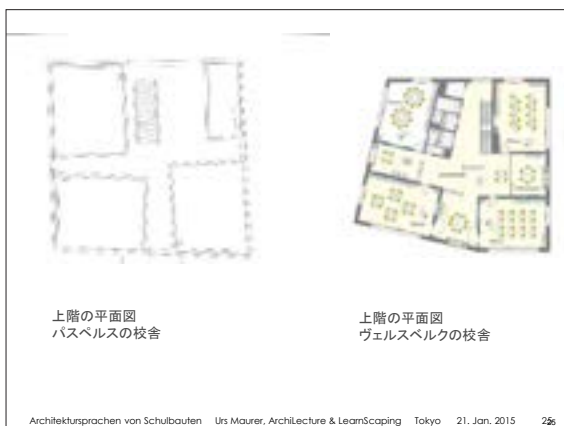 上階の平面図
パスペルスの校舎
上階の平面図
ヴェルスベルクの校舎
Architektursprachen von Schulbauten Urs Maurer, ArchiLecture & LearnScaping Tokyo 21. Jan. 2015